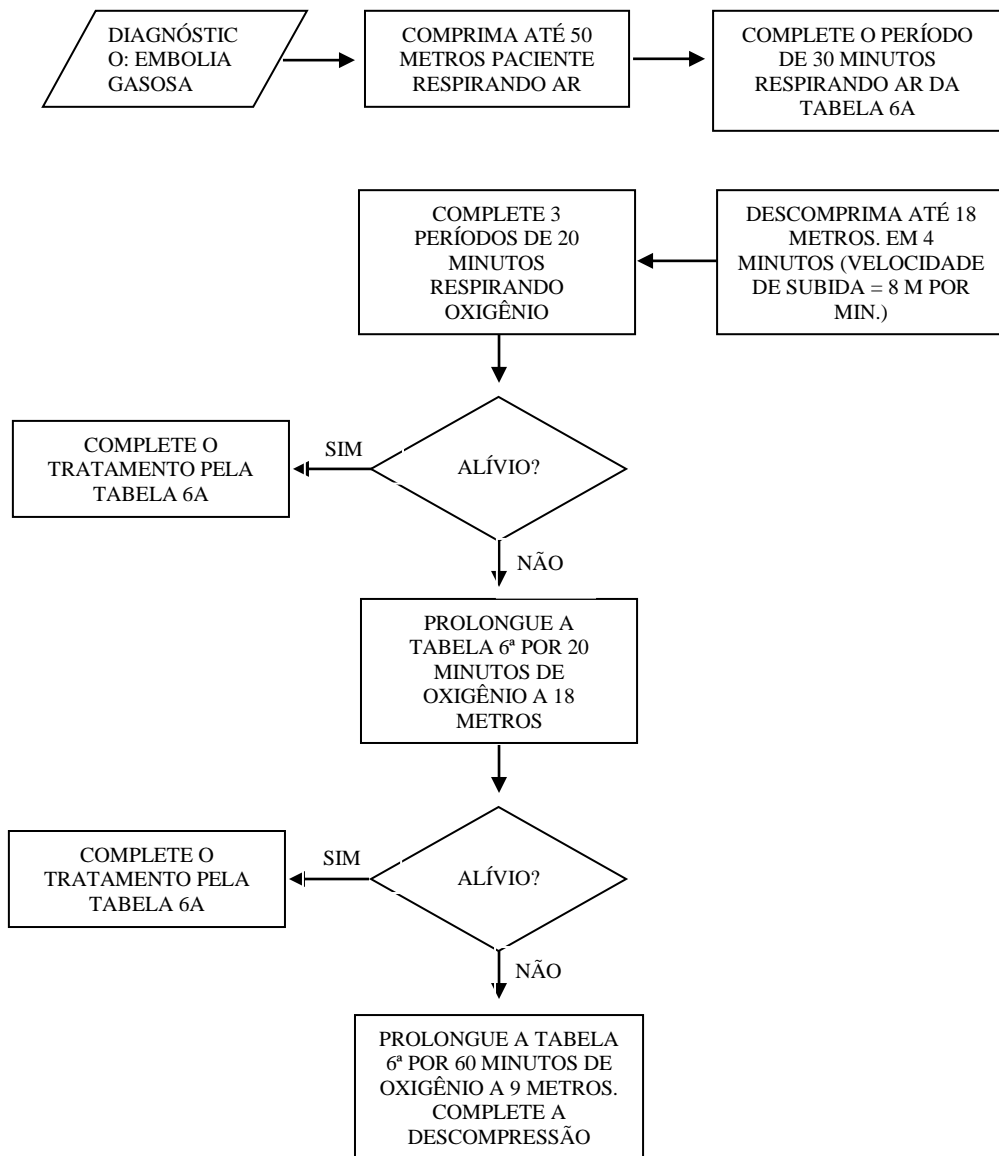 DIAGNÓSTIC
O: EMBOLIA
GASOSA
COMPRIMA ATÉ 50
METROS PACIENTE
RESPIRANDO AR
COMPLETE O PERÍODO
DE 30 MINUTOS
RESPIRANDO AR DA
TABELA 6A
DESCOMPRIMA ATÉ 18
METROS. EM 4
MINUTOS (VELOCIDADE
DE SUBIDA = 8 M POR
MIN.)
COMPLETE 3
PERÍODOS DE 20
MINUTOS
RESPIRANDO
OXIGÊNIO
ALÍVIO?
SIM
COMPLETE O
TRATAMENTO PELA
TABELA 6A
NÃO
PROLONGUE A
TABELA 6ª POR 20
MINUTOS DE
OXIGÊNIO A 18
METROS
ALÍVIO?
SIM
COMPLETE O
TRATAMENTO PELA
TABELA 6A
NÃO
PROLONGUE A TABELA
6ª POR 60 MINUTOS DE
OXIGÊNIO A 9 METROS.
COMPLETE A
DESCOMPRESSÃO